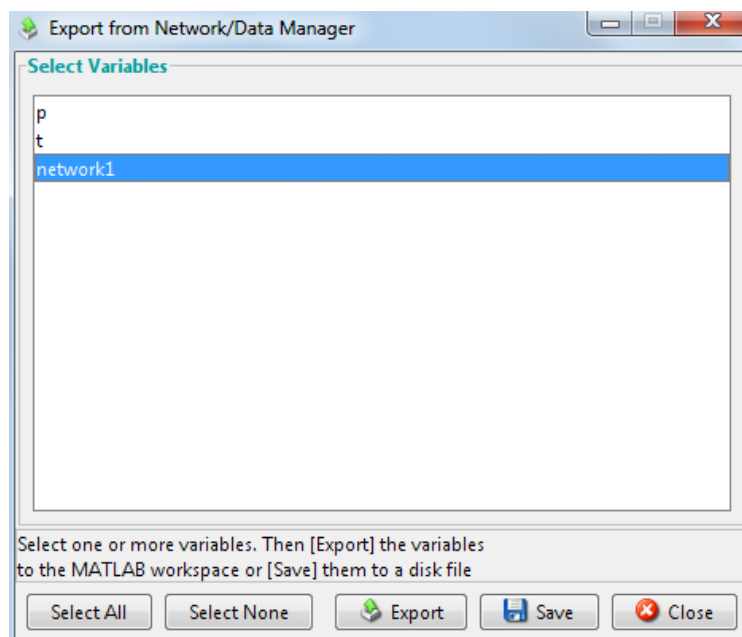 Export from Network/Data Manager
Select Variables
p
t
network1
Select one or more variables. Then [Export] the variables
to the MATLAB workspace or [Save] them to a disk file
Select All Select None Export Save Close